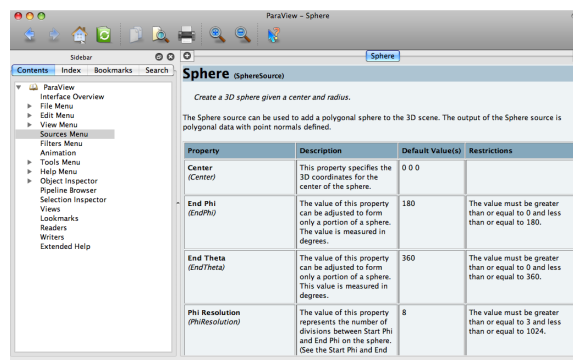 ParaView – Sphere
Sidebar
Sphere
Contents Index Bookmarks Search
ParaView
Interface Overview
File Menu
Edit Menu
View Menu
Sources Menu
Filters Menu
Animation
Tools Menu
Help Menu
Object Inspector
Pipeline Browser
Selection Inspector
Views
Lookmarks
Readers
Writers
Extended Help
Sphere (SphereSource)
Create a 3D sphere given a center and radius.
The Sphere source can be used to add a polygonal sphere to the 3D scene. The output of the Sphere source is
polygonal data with point normals defined.
Property Description Default Value(s) Restrictions
Center
(Center)
This property specifies the
3D coordinates for the
center of the sphere.
0 0 0
End Phi
(EndPhi)
The value of this property
can be adjusted to form
only a portion of a sphere.
The value is measured in
degrees.
180
The value must be greater
than or equal to 0 and less
than or equal to 180.
End Theta
(EndTheta)
The value of this property
can be adjusted to form
only a portion of a sphere.
This value is measured in
degrees.
360
The value must be greater
than or equal to 0 and less
than or equal to 360.
Phi Resolution
(PhiResolution)
The value of this property
represents the number of
divisions between Start Phi
and End Phi on the sphere.
(See the Start Phi and End
8
The value must be greater
than or equal to 3 and less
than or equal to 1024.